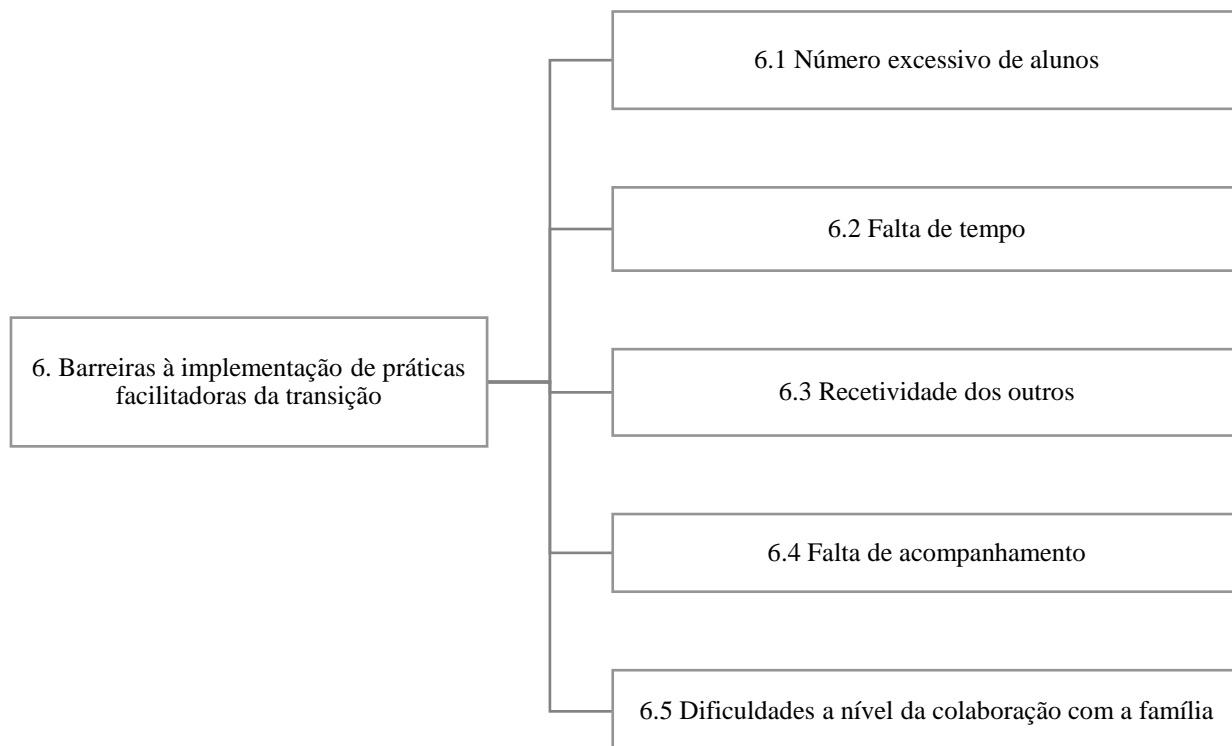 6. Barreiras à implementação de práticas
facilitadoras da transição
6.1 Número excessivo de alunos
6.2 Falta de tempo
6.3 Recetividade dos outros
6.4 Falta de acompanhamento
6.5 Dificuldades a nível da colaboração com a família